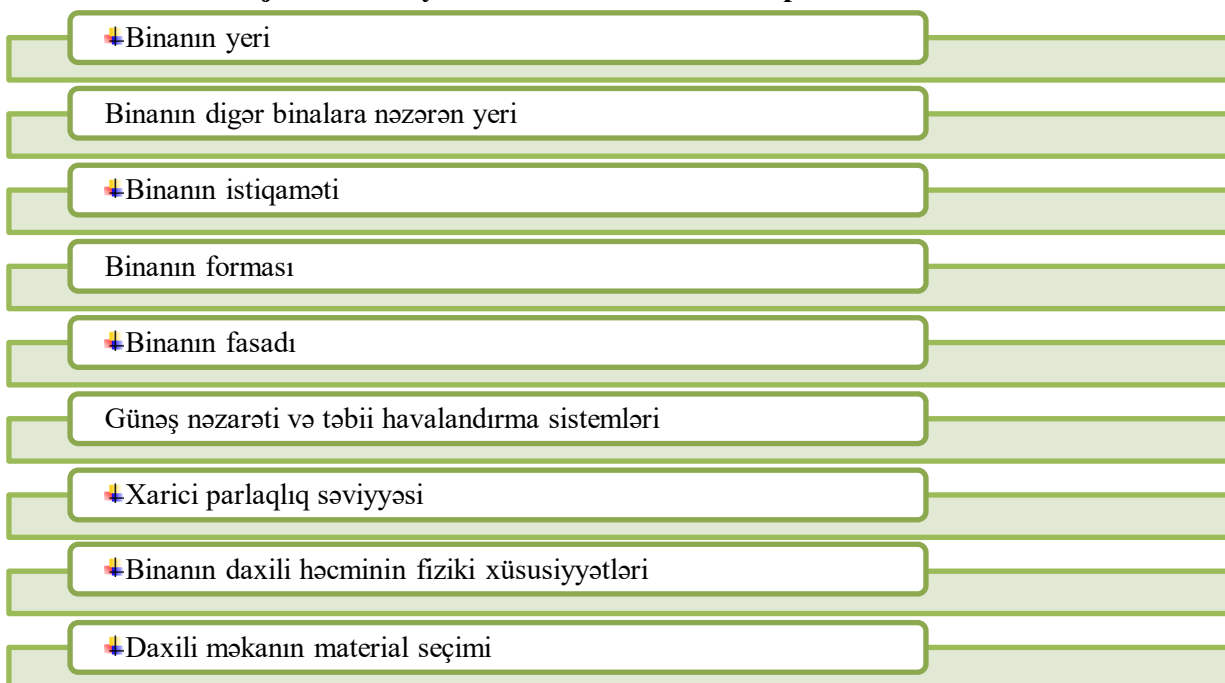 Binanın yeri
Binanın digər binalara nəzərən yeri
Binanın istiqaməti
Binanın forması
Binanın fasadı
Günəş nəzarəti və təbii havalandırma sistemləri
Xarici parlaqlıq səviyyəsi
Binanın daxili həcminin fiziki xüsusiyyətləri
Daxili məkanın material seçimi